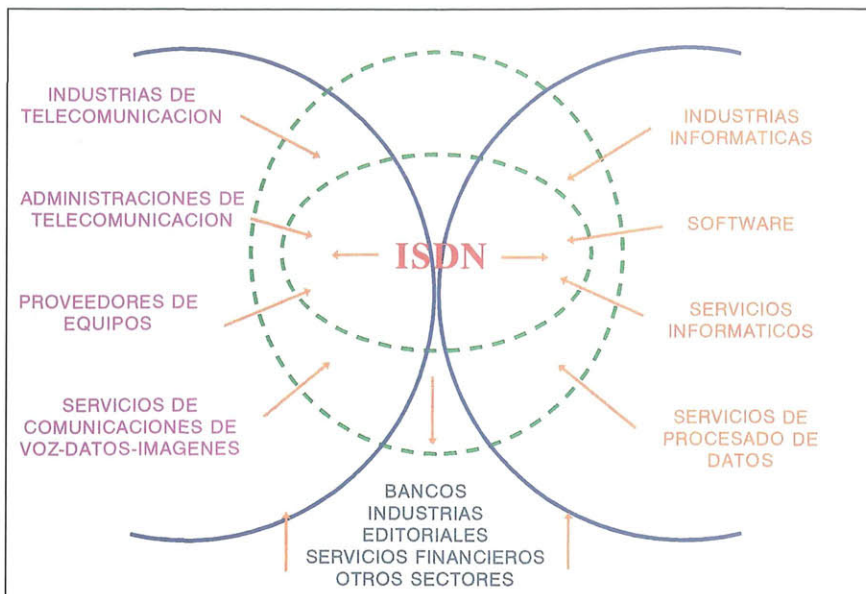 INDUSTRIAS DE
TELECOMUNICACION
ADMINISTRACIONES DE
TELECOMUNICACION
PROVEEDORES DE
EQUIPOS
SERVICIOS DE
COMUNICACIONES DE
VOZ-DATOS-IMAGENES
ISDN
INDUSTRIAS
INFORMATICAS
SOFTWARE
SERVICIOS
INFORMATICOS
SERVICIOS DE
PROCESADO DE
DATOS
BANCOS
INDUSTRIAS
EDITORIALES
SERVICIOS FINANCIEROS
OTROS SECTORES